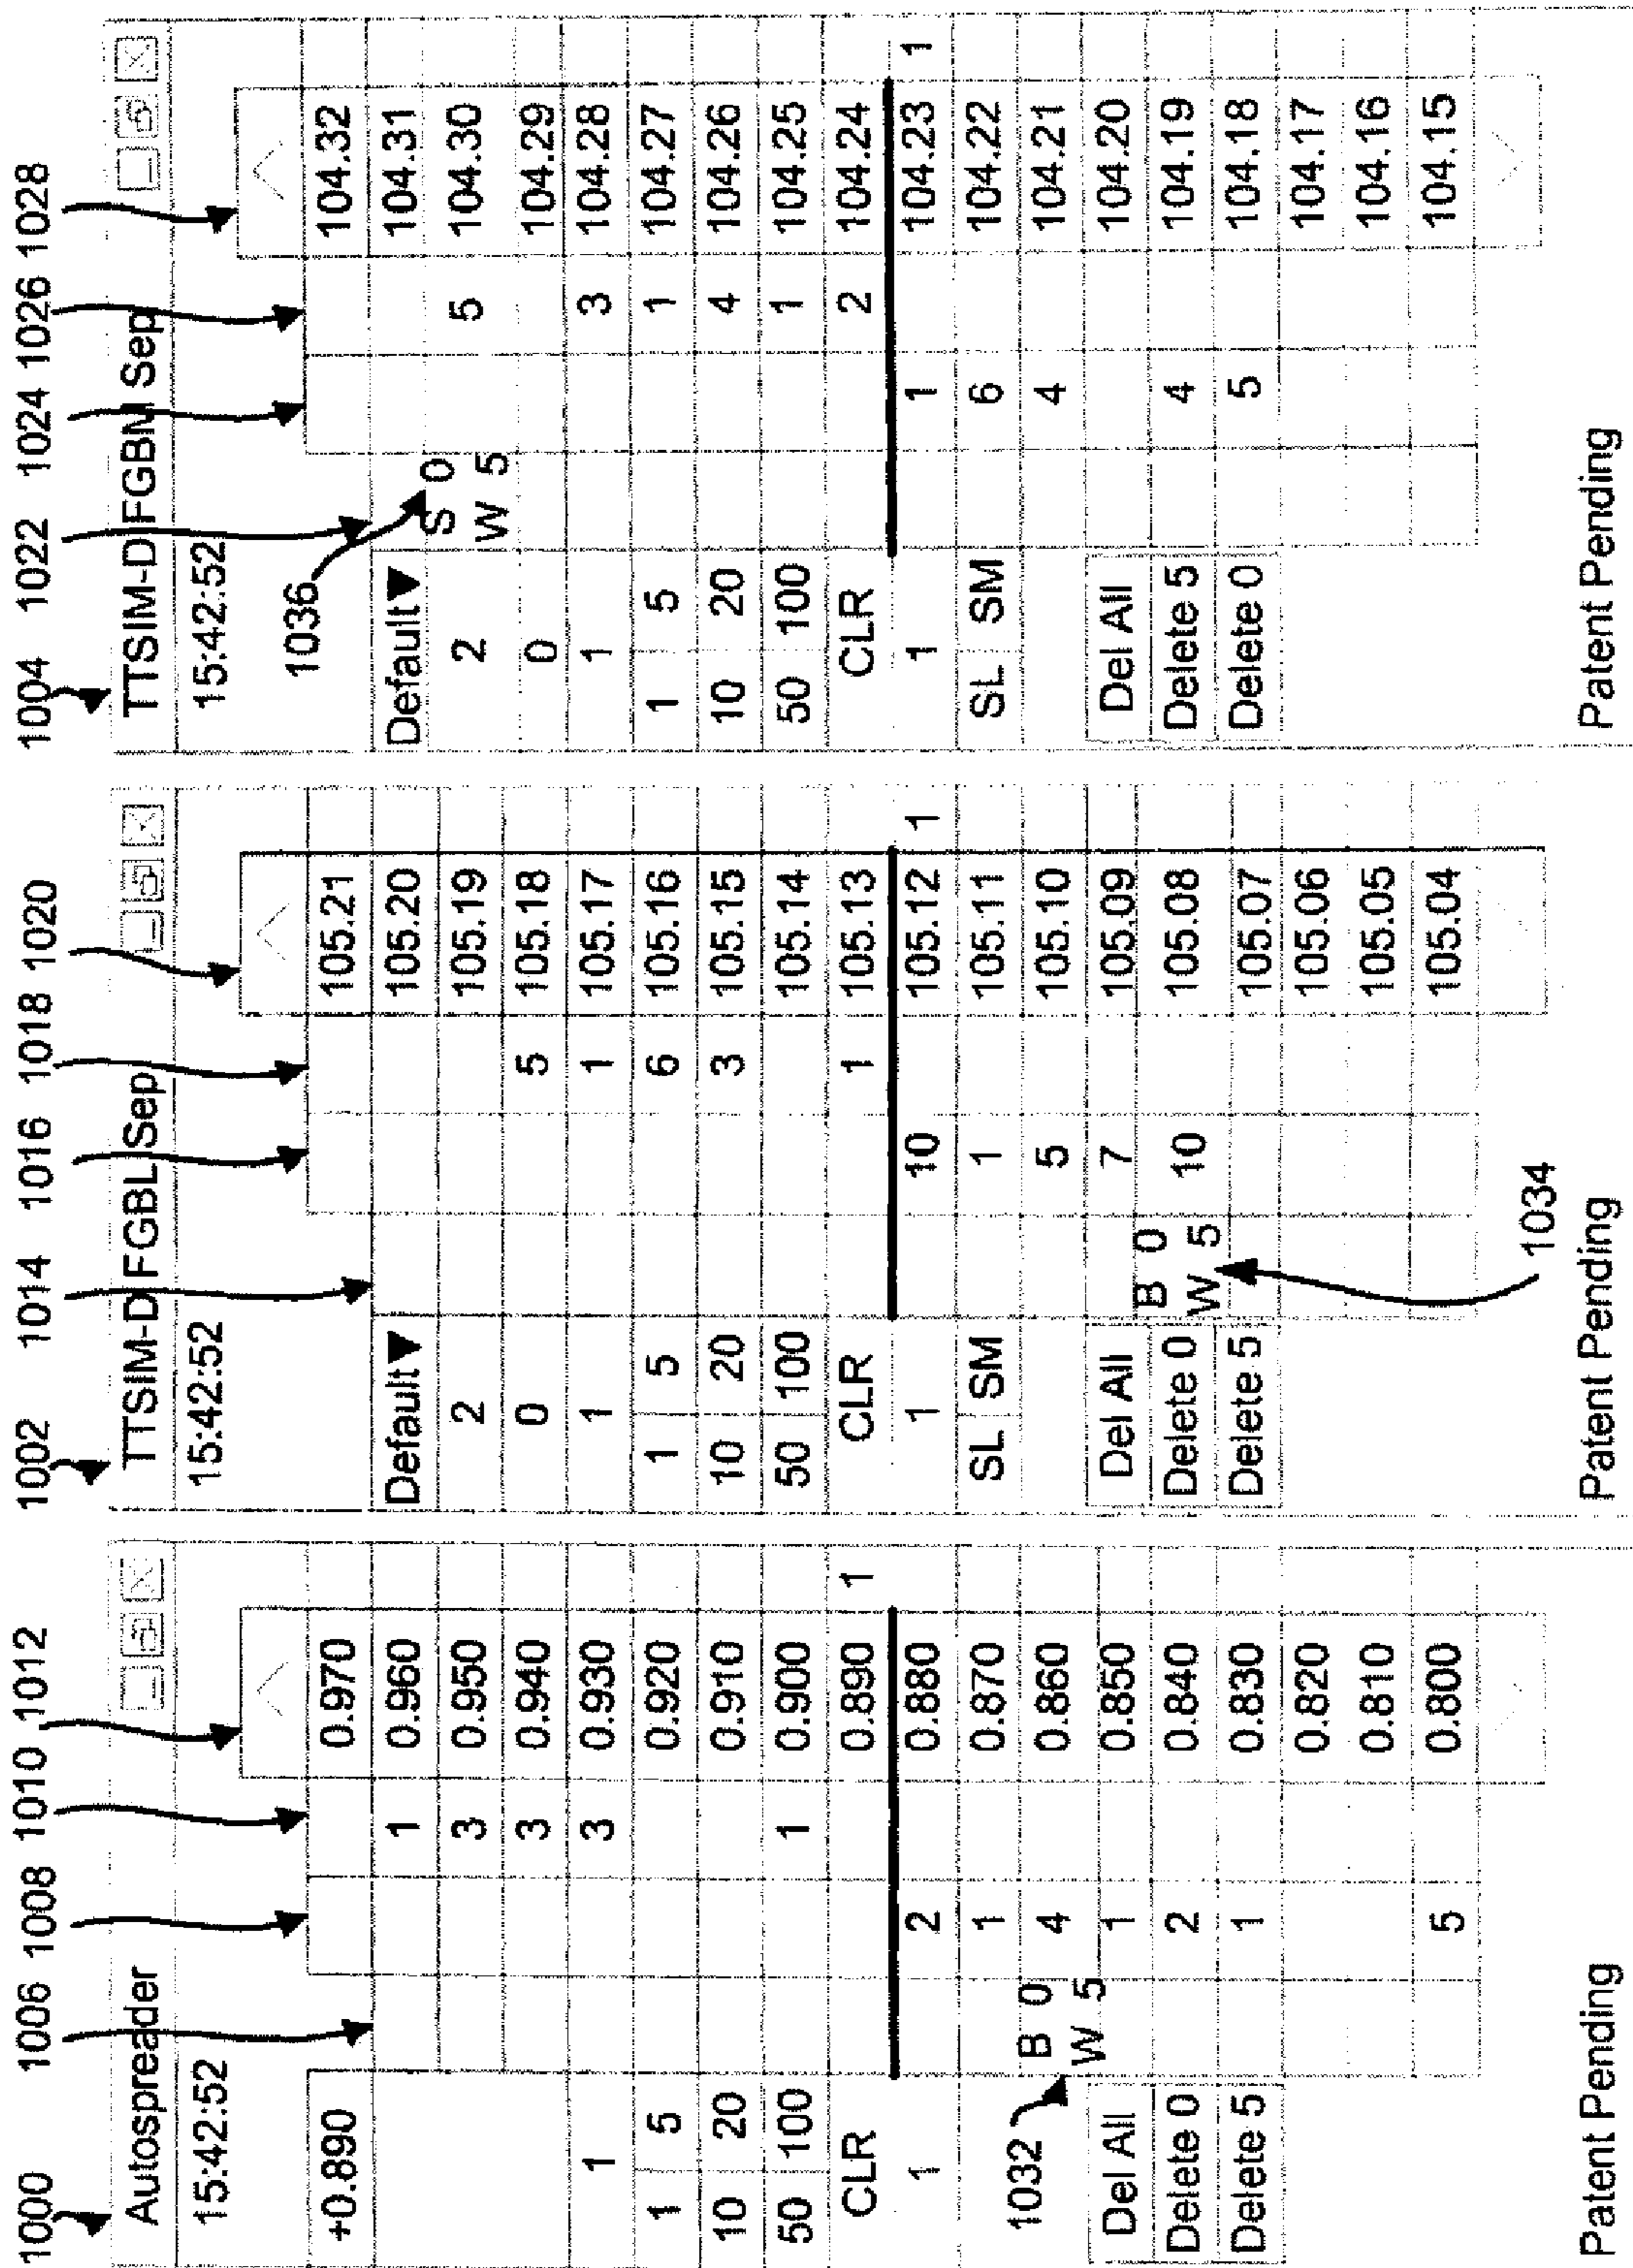 1000 1006 1008 1010 1012
Autospreader
15:42:52
+0.890 0.970
1 0.960
3 0.950
3 0.940
1 3 0.930
1 5 0.920
10 20 0.910
50 100 1 0.900
CLR 0.890 1
1 2 0.880
1 0.870
1032 B 0 4 0.860
W 5
Del All 1 0.850
Delete 0 2 0.840
Delete 5 1 0.830
0.820
0.810
5 0.800
Patent Pending
1002 1014 1016 1018 1020
TTSIM-D FGBL Sep
15:42:52
105.21
Default▼ 105.20
2 105.19
0 5 105.18
1 1 105.17
1 5 6 105.16
10 20 3 105.15
50 100 105.14
CLR 1 105.13
1 10 105.12 1
SL SM 1 105.11
5 105.10
Del All 7 105.09
B 0
Delete 0 W 5 10 105.08
Delete 5 105.07
105.06
105.05
105.04
1034
Patent Pending
1004 1022 1024 1026 1028
TTSIM-D FGBM Sep
15:42:52
1036
104.32
Default▼ 104.31
S 0
2 W 5 5 104.30
0 104.29
1 3 104.28
1 5 1 104.27
10 20 4 104.26
50 100 1 104.25
CLR 2 104.24
1 1 104.23 1
SL SM 6 104.22
4 104.21
Del All 104.20
Delete 5 4 104.19
Delete 0 5 104.18
104.17
104.16
104.15
Patent Pending